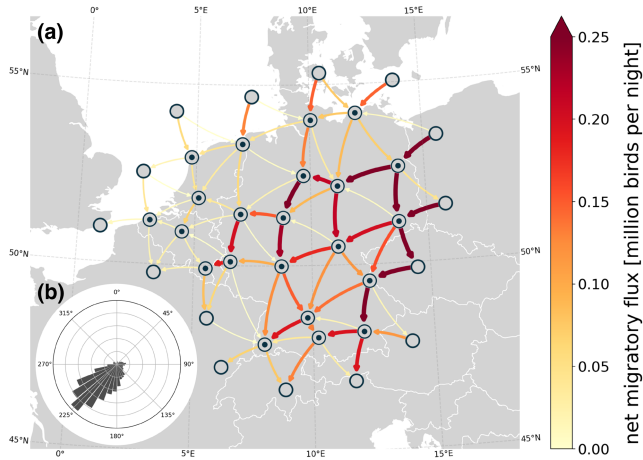 (a)
0°
5°E
10°E
15°E
55°N
55°N
50°N
50°N
45°N
45°N
0°
5°E
10°E
15°E
(b)
0°
45°
90°
135°
180°
225°
270°
315°
0.25
0.20
0.15
0.10
0.05
0.00
net migratory flux [million birds per night]